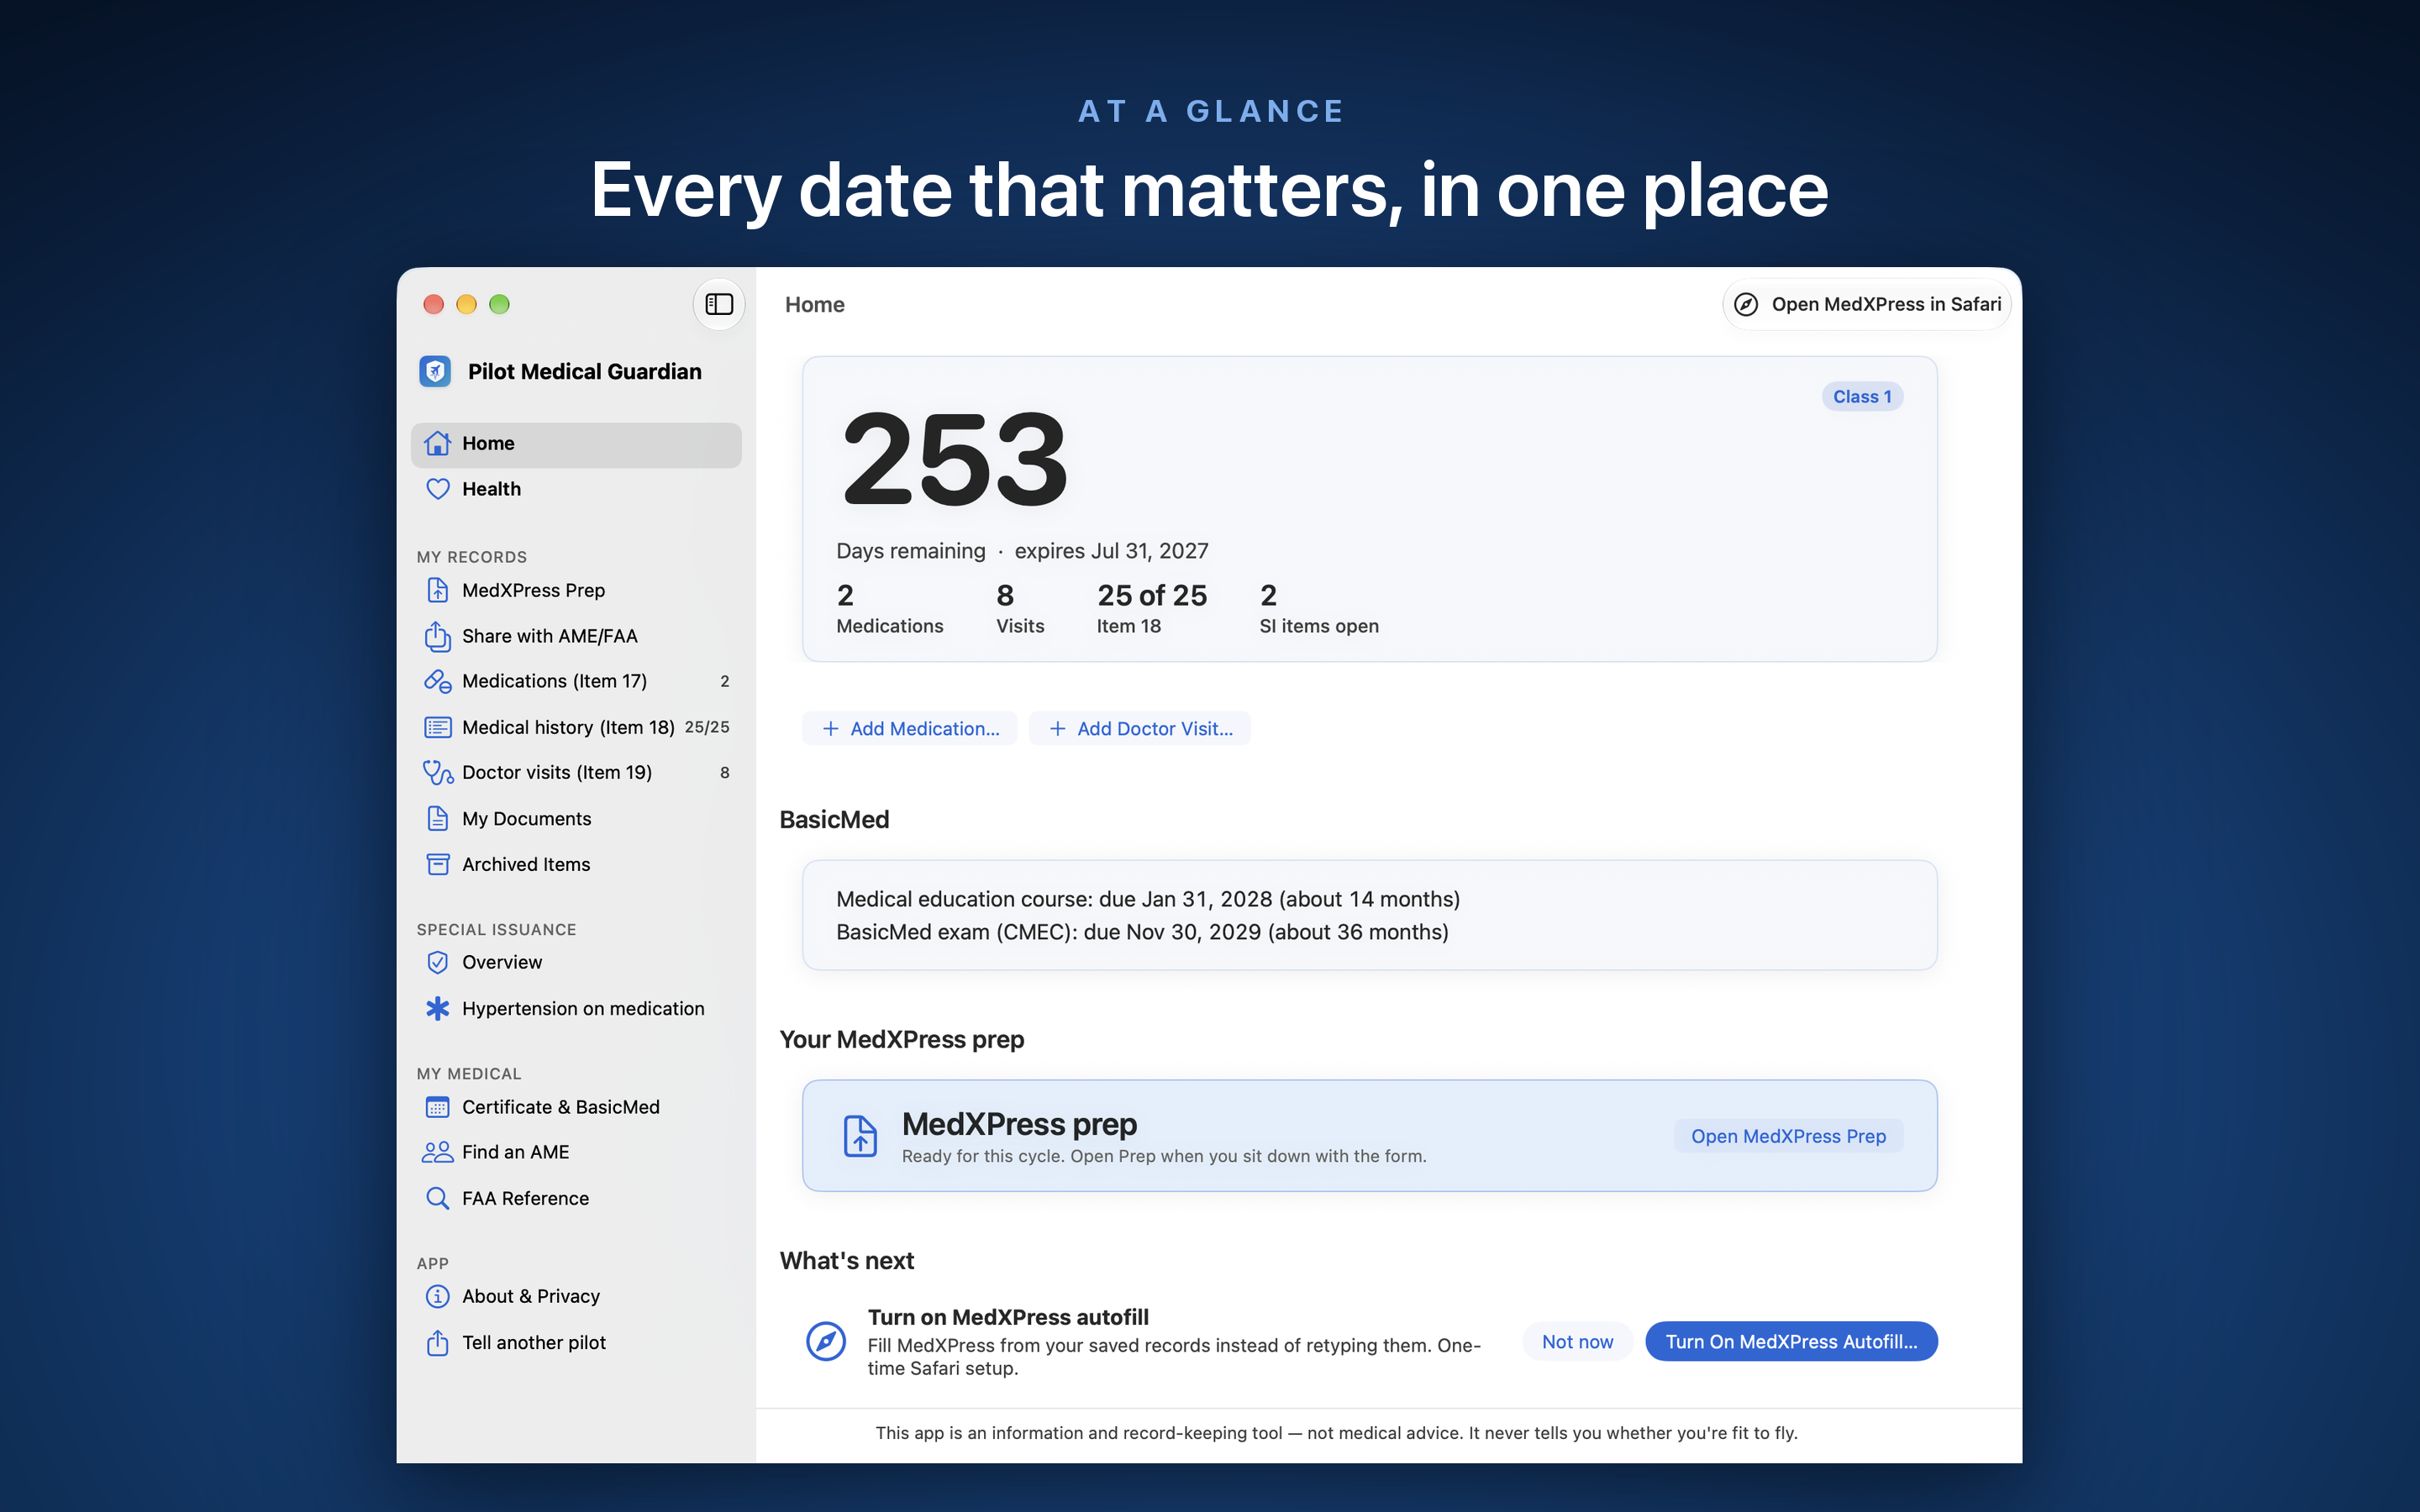 AT A GLANCE
Every date that matters, in one place
Home
Open MedXPress in Safari
Pilot Medical Guardian
Home
Health
MY RECORDS
MedXPress Prep
Share with AME/FAA
Medications (Item 17) 2
Medical history (Item 18) 25/25
Doctor visits (Item 19) 8
My Documents
Archived Items
SPECIAL ISSUANCE
Overview
Hypertension on medication
MY MEDICAL
Certificate & BasicMed
Find an AME
FAA Reference
APP
About & Privacy
Tell another pilot
Class 1
253
Days remaining · expires Jul 31, 2027
2 8 25 of 25 2
Medications Visits Item 18 SI items open
+ Add Medication... + Add Doctor Visit...
BasicMed
Medical education course: due Jan 31, 2028 (about 14 months)
BasicMed exam (CMEC): due Nov 30, 2029 (about 36 months)
Your MedXPress prep
MedXPress prep
Ready for this cycle. Open Prep when you sit down with the form.
Open MedXPress Prep
What's next
Turn on MedXPress autofill
Fill MedXPress from your saved records instead of retyping them. One-
time Safari setup.
Not now
Turn On MedXPress Autofill...
This app is an information and record-keeping tool — not medical advice. It never tells you whether you're fit to fly.